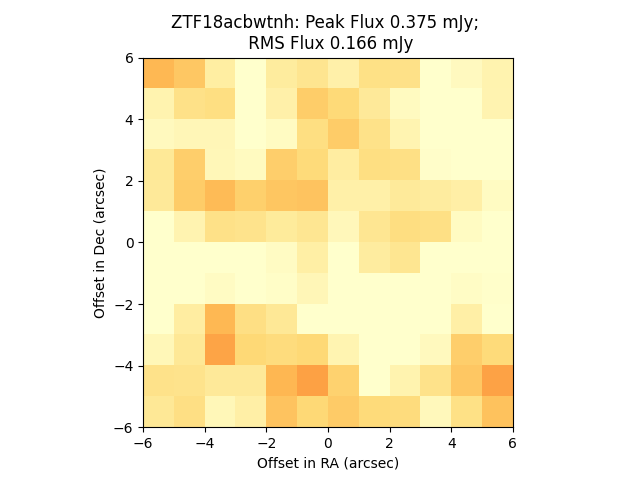 ZTF18acbwtnh: Peak Flux 0.375 mJy;
RMS Flux 0.166 mJy
6
4
2
0
−2
−4
−6
Offset in Dec (arcsec)
−6 −4 −2 0 2 4 6
Offset in RA (arcsec)